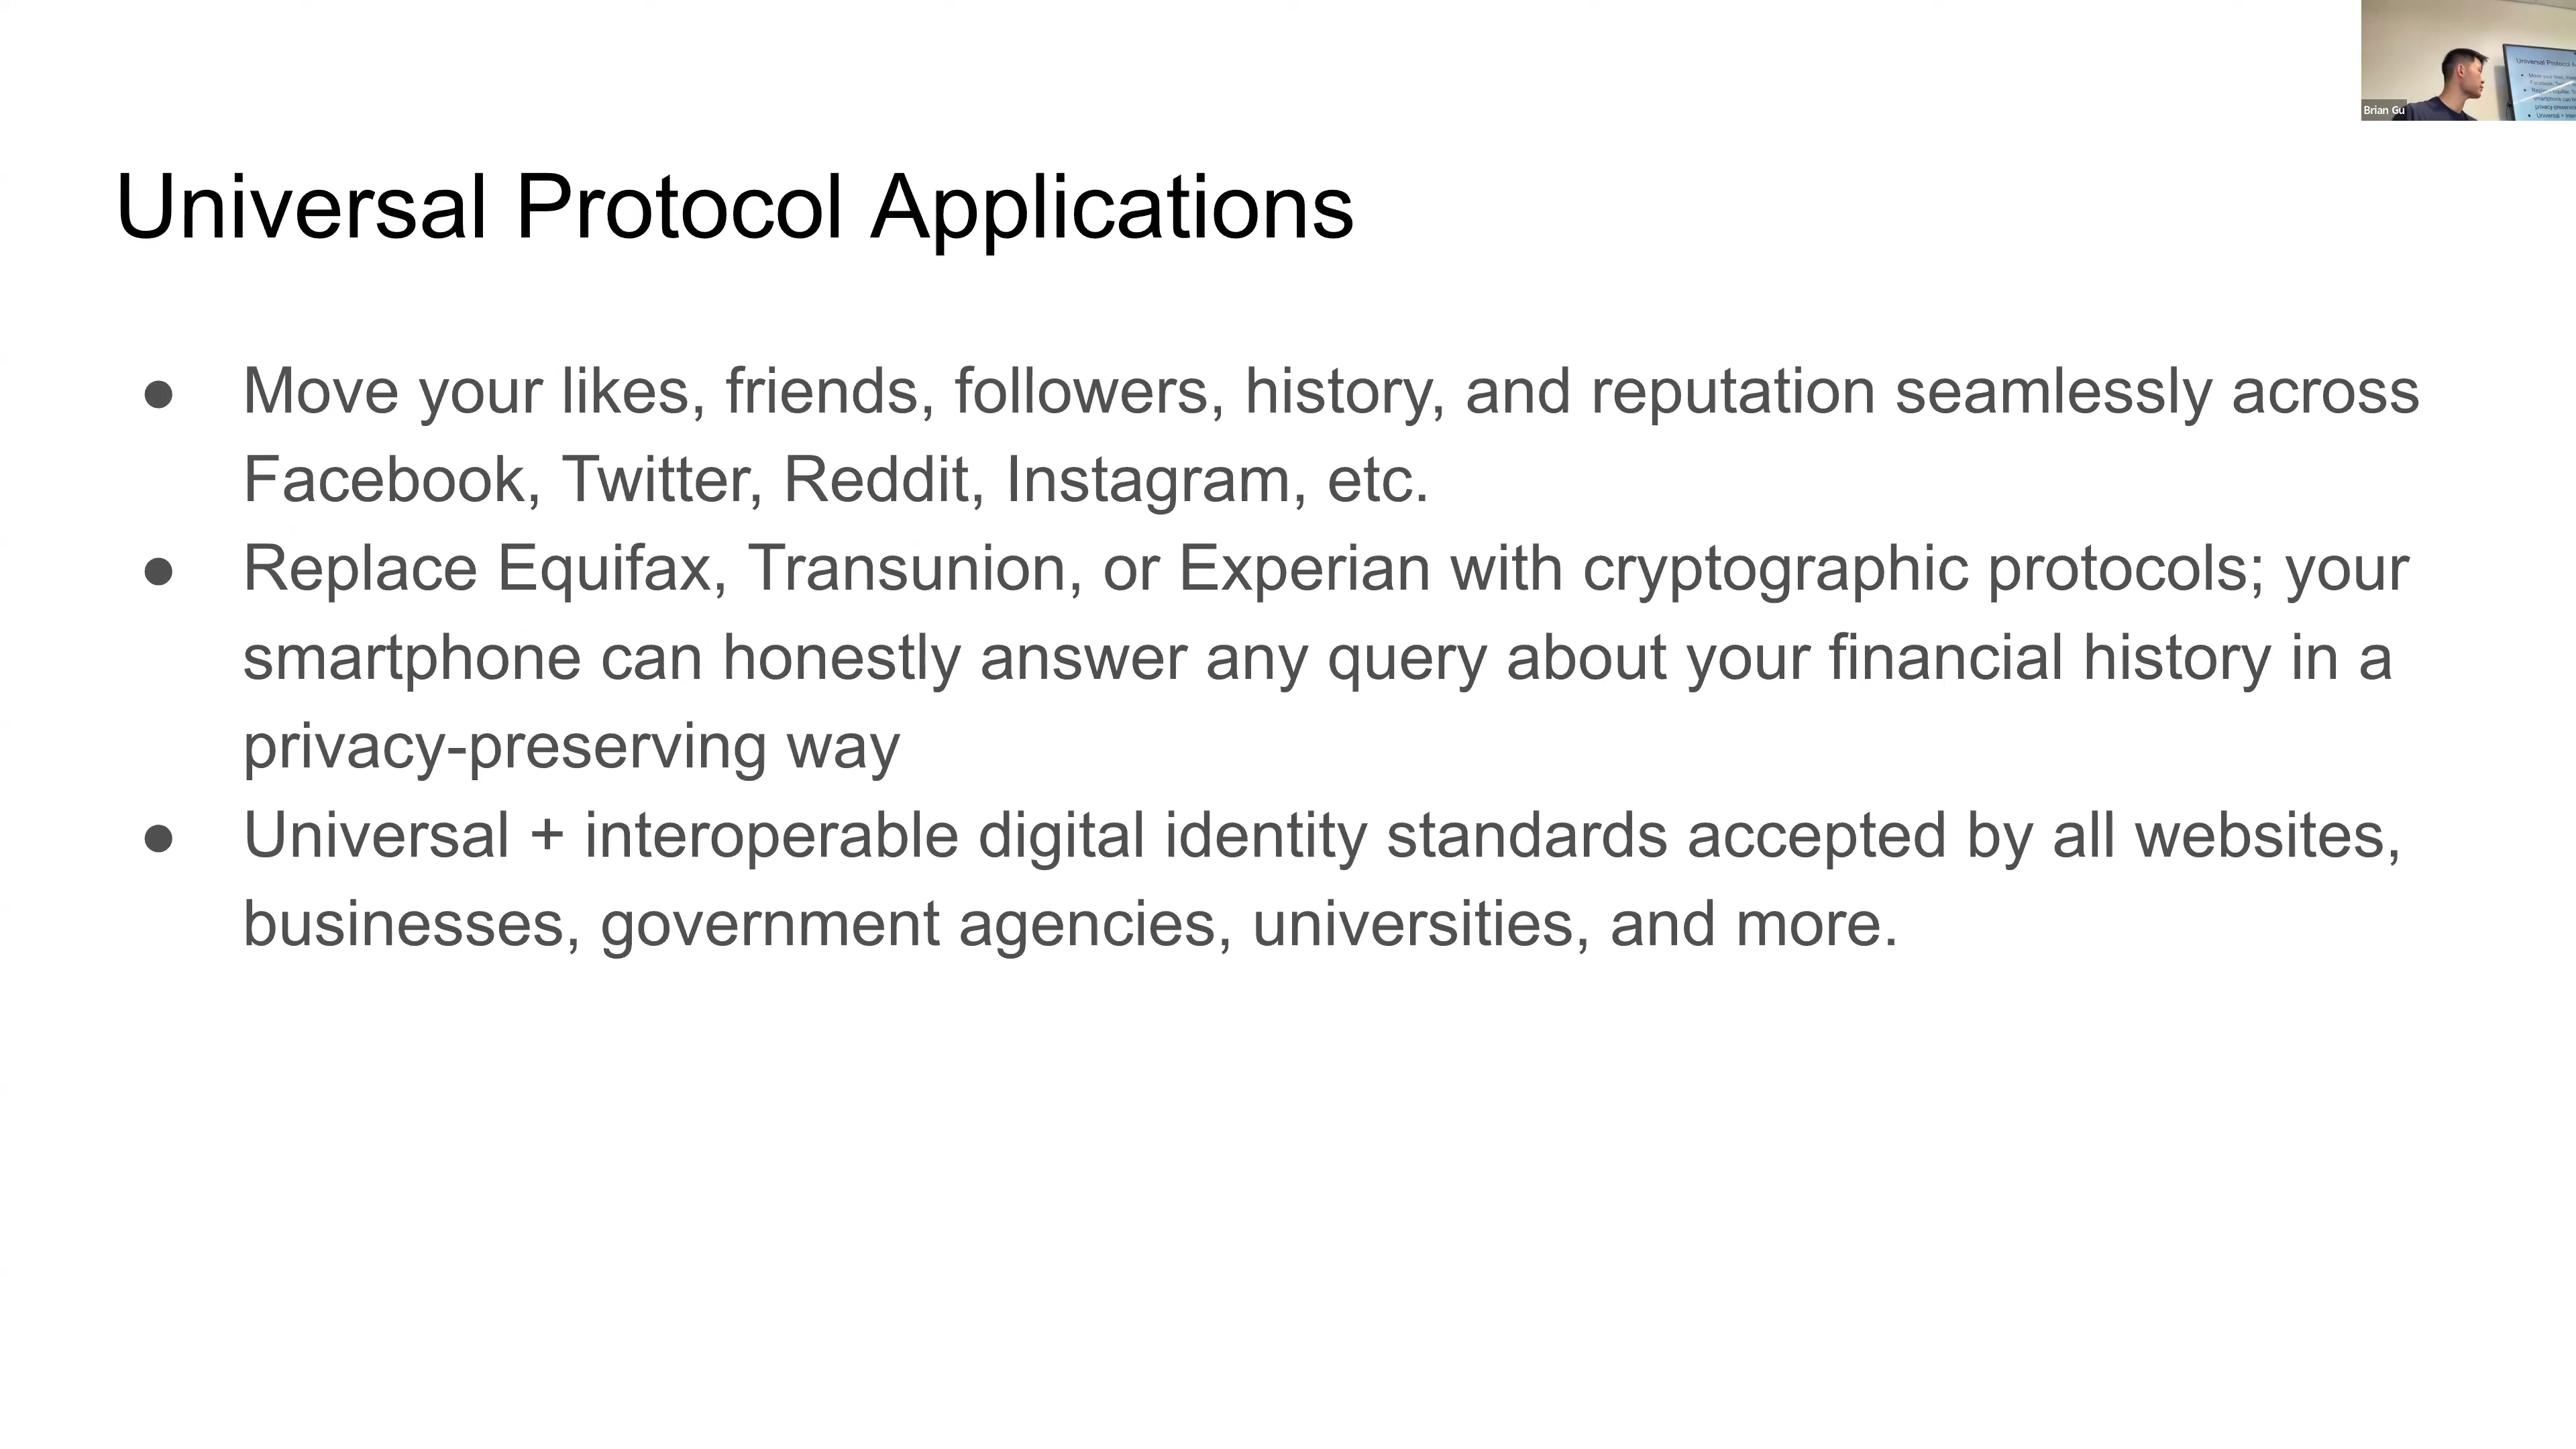 Brian Gu
Universal Protocol Applications
● Move your likes, friends, followers, history, and reputation seamlessly across
Facebook, Twitter, Reddit, Instagram, etc.
● Replace Equifax, Transunion, or Experian with cryptographic protocols; your
smartphone can honestly answer any query about your financial history in a
privacy-preserving way
● Universal + interoperable digital identity standards accepted by all websites,
businesses, government agencies, universities, and more.